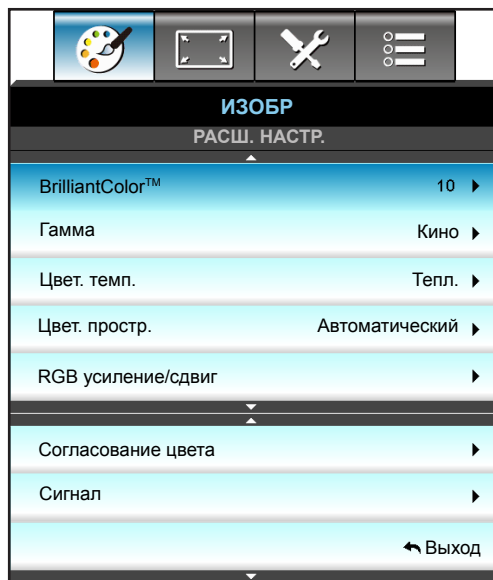 ИЗОБР
РАСШ. НАСТР.
BrilliantColor™ 10
Гамма Кино
Цвет. темп. Тепл.
Цвет. простр. Автоматический
RGB усиление/сдвиг
Согласование цвета
Сигнал
Выход